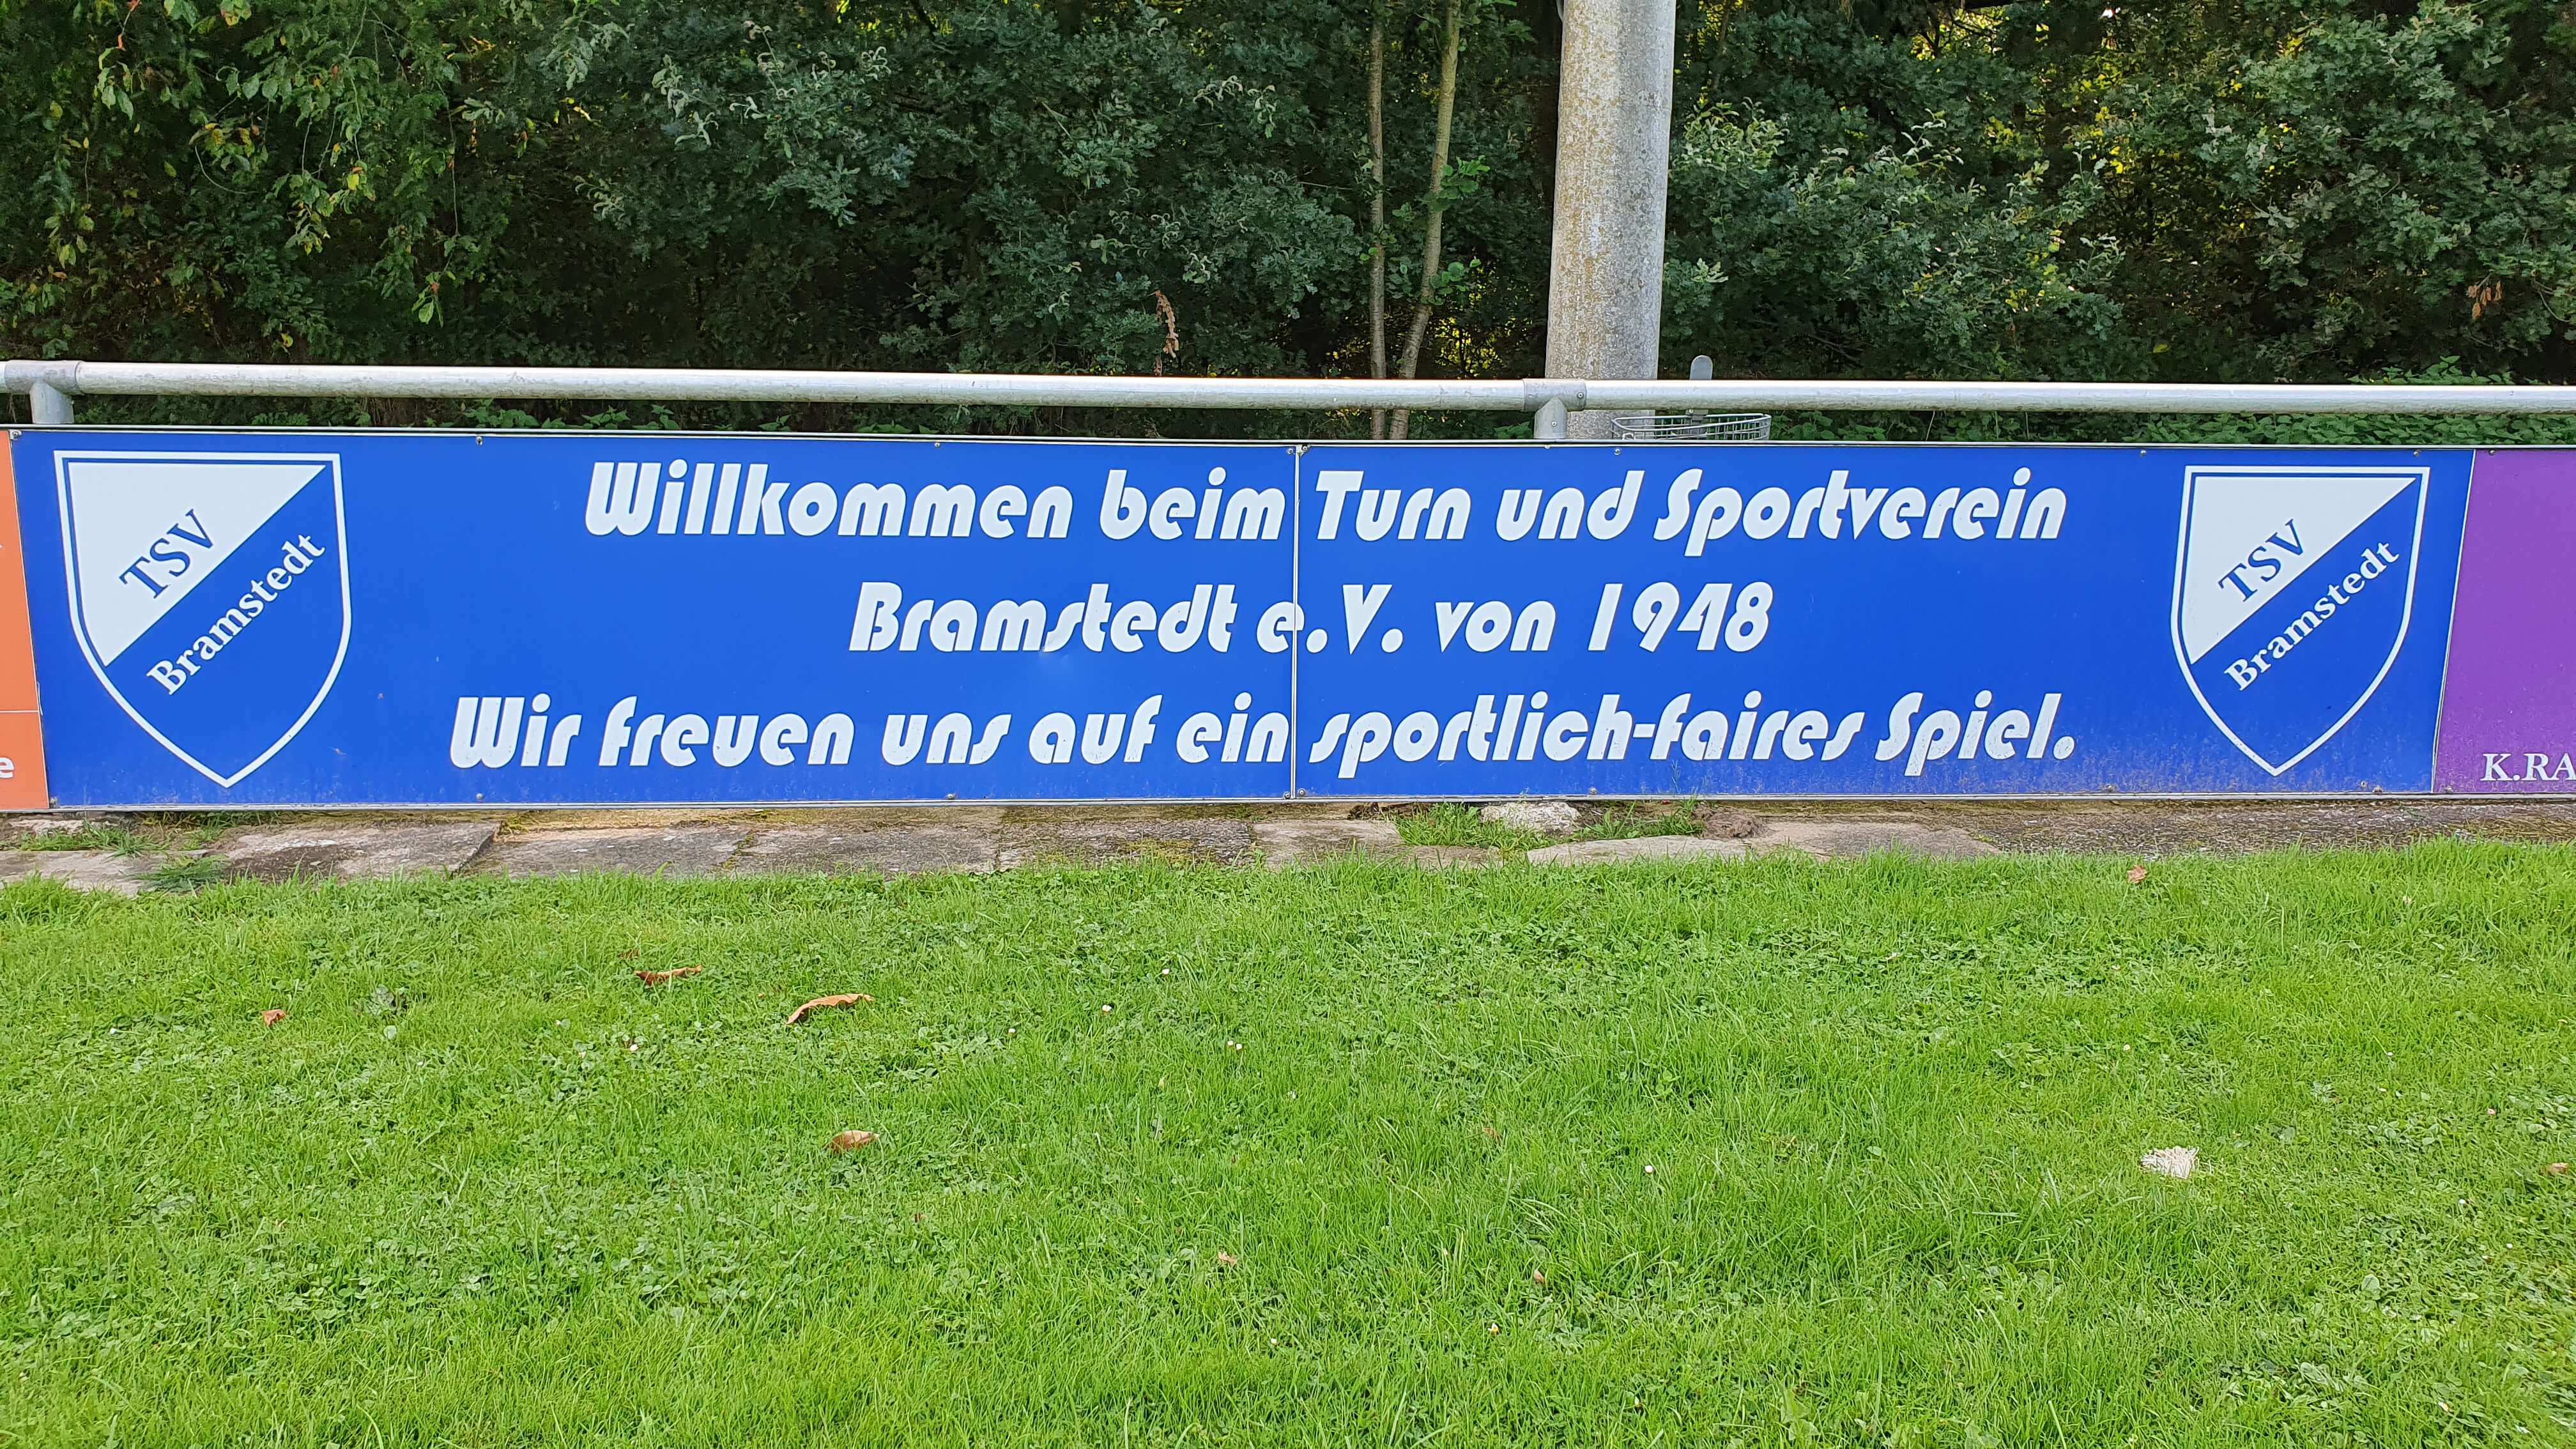 TSV
Bramstedt
Willkommen beim Turn und Sportverein
Bramstedt e.V. von 1948
Wir freuen uns auf ein sportlich-faires Spiel.
TSV
Bramstedt
e
K.RA